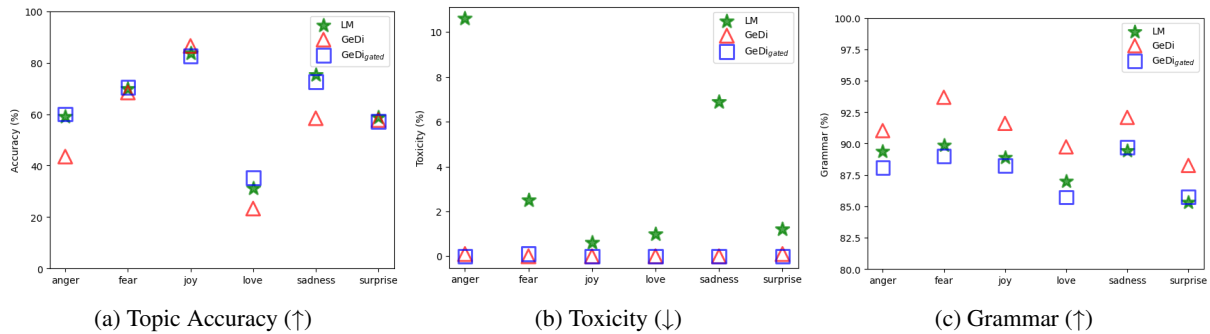 100
80
60
40
20
0
Accuracy (%)
LM
GeDi
GeDi_gated
anger fear joy love sadness surprise
(a) Topic Accuracy (↑)
10
8
6
4
2
0
Toxicity (%)
LM
GeDi
GeDi_gated
anger fear joy love sadness surprise
(b) Toxicity (↓)
100.0
97.5
95.0
92.5
90.0
87.5
85.0
82.5
80.0
Grammar (%)
LM
GeDi
GeDi_gated
anger fear joy love sadness surprise
(c) Grammar (↑)